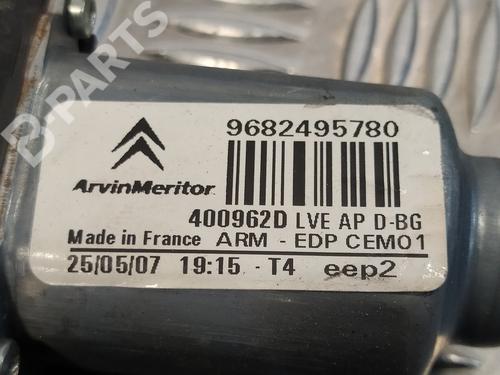 B-PARTS
9682495780
ArvinMeritor
400962D LVE AP D-BG
Made in France ARM - EDP CEM01
25/05/07 19:15 - T4 eep2